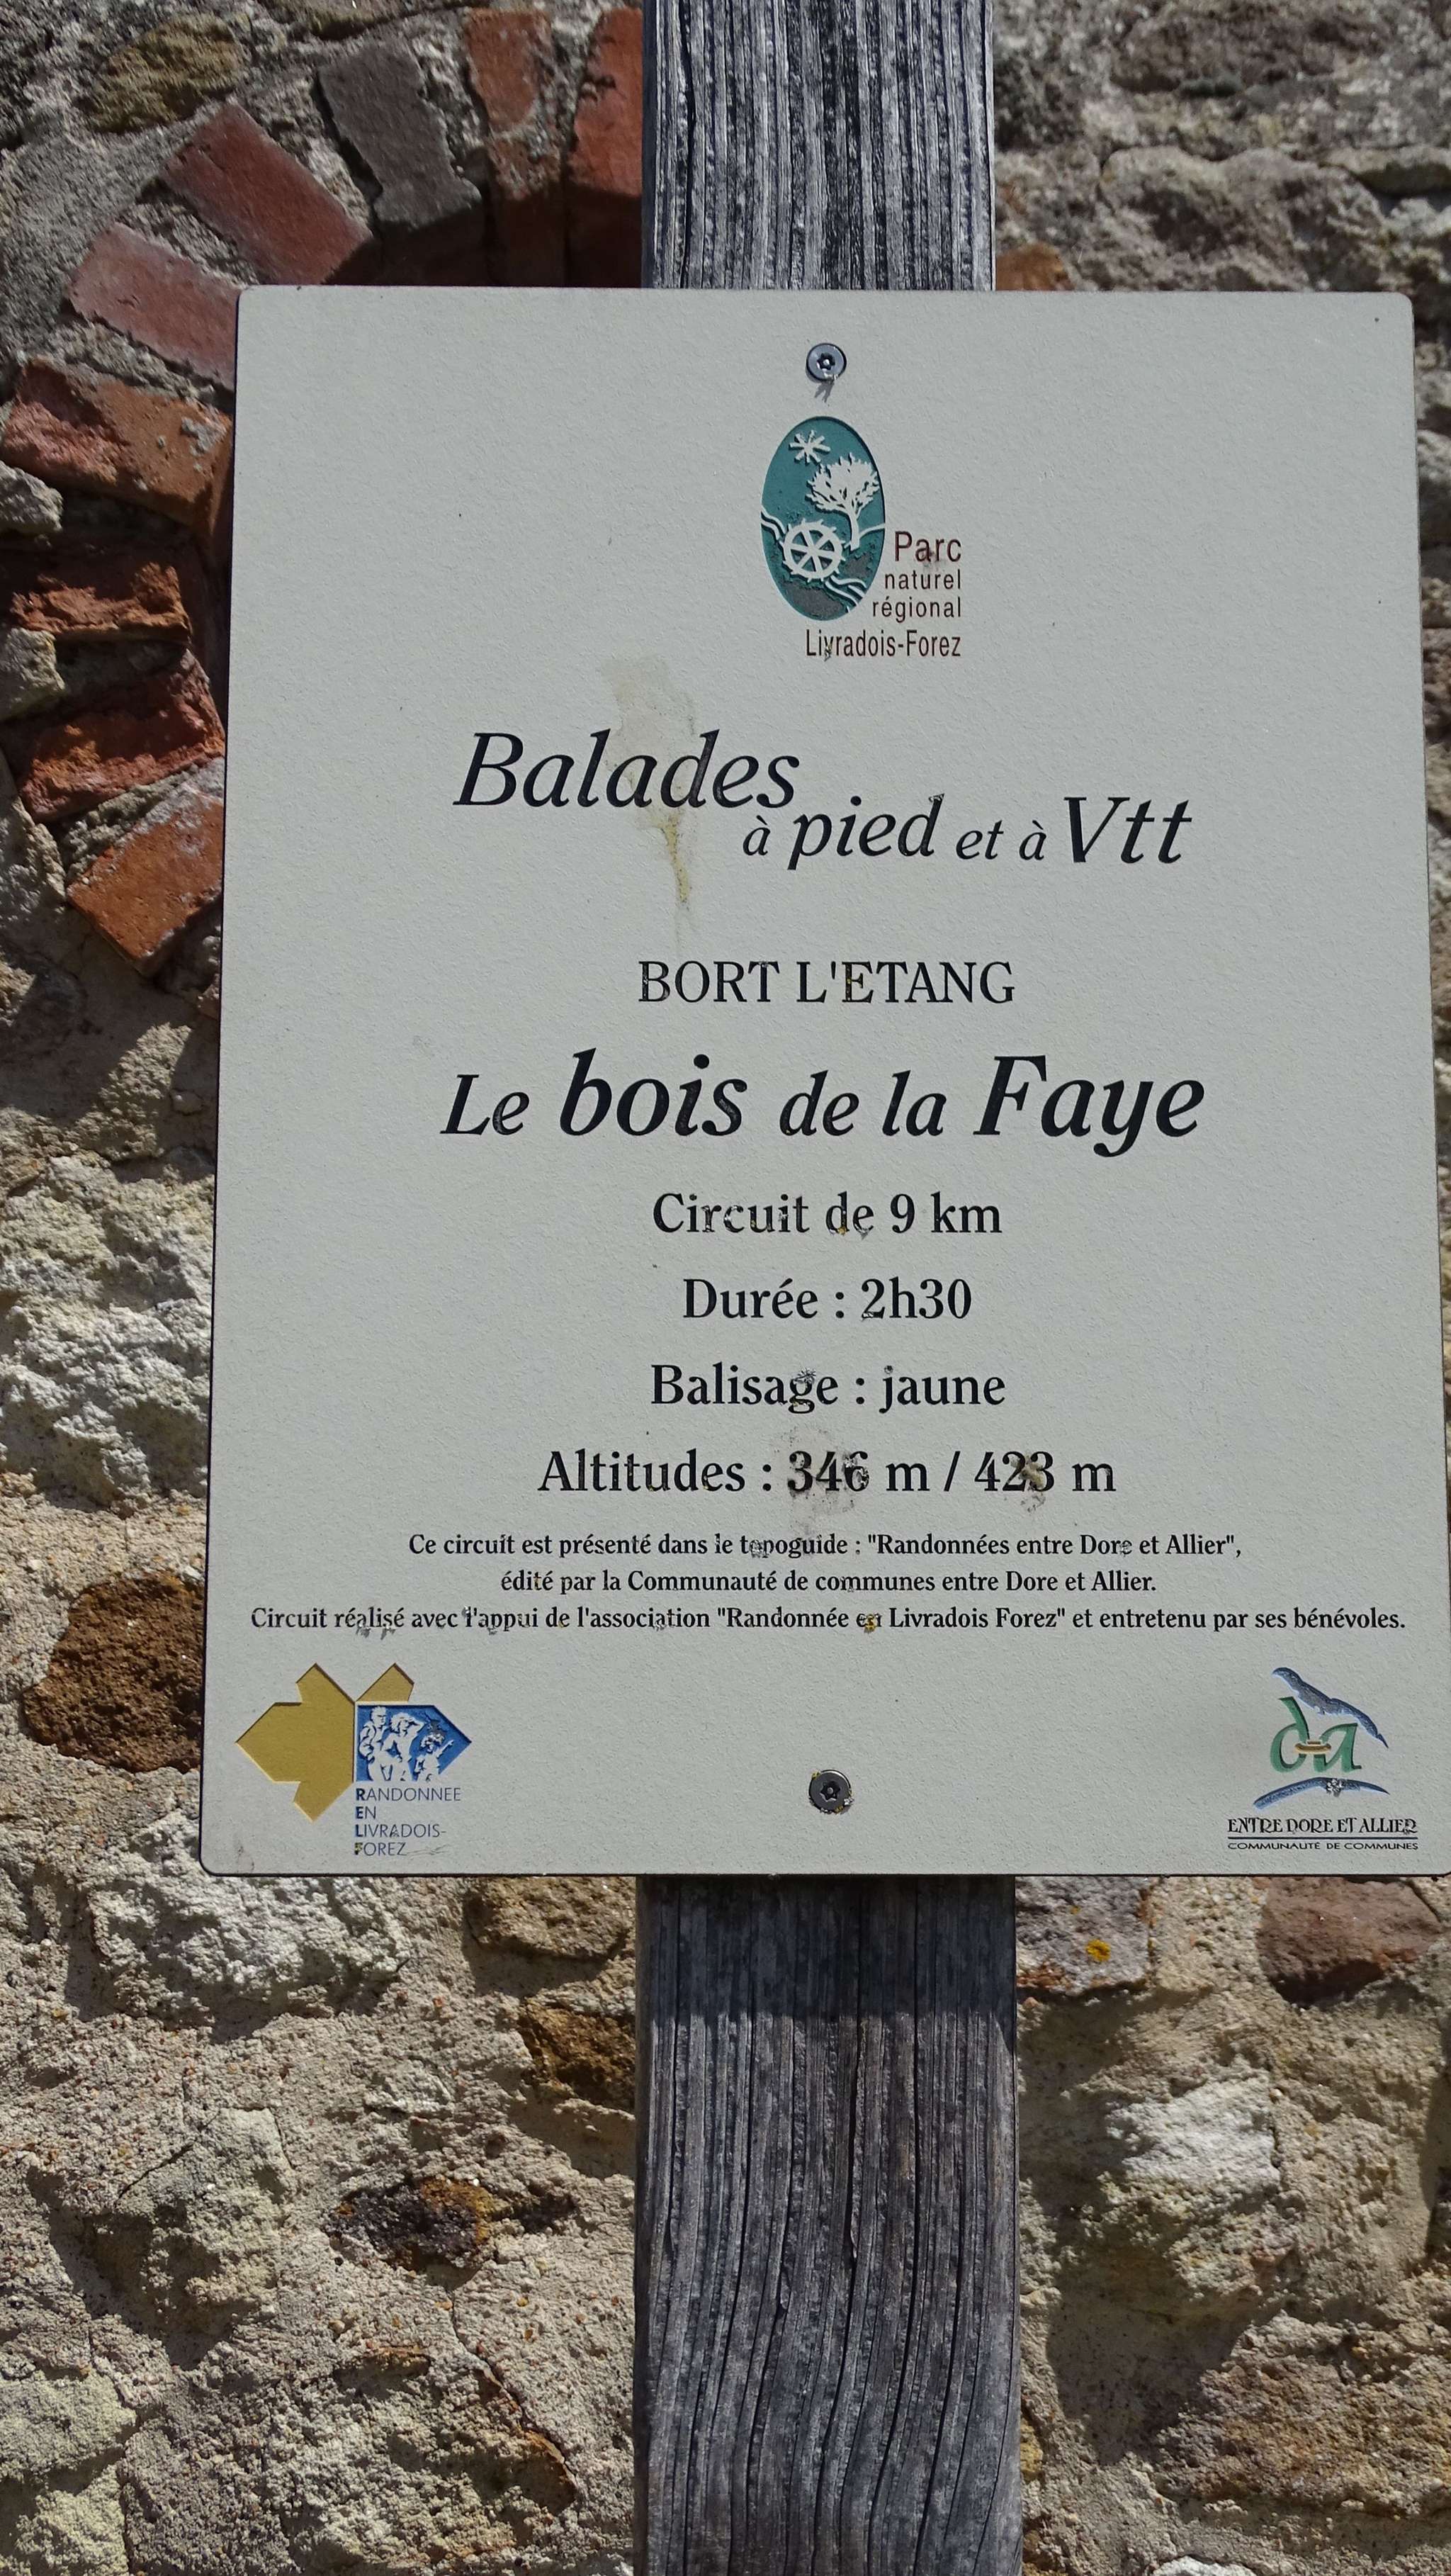 Parc
naturel
régional
Livradois-Forez
Balades
à pied et à Vtt
BORT L'ETANG
Le bois de la Faye
Circuit de 9 km
Durée : 2h30
Balisage : jaune
Altitudes : 346 m / 423 m
Ce circuit est présenté dans le topoguide : "Randonnées entre Dore et Allier",
édité par la Communauté de communes entre Dore et Allier.
Circuit réalisé avec l'appui de l'association "Randonnée en Livradois Forez" et entretenu par ses bénévoles.
RANDONNEE
EN
LIVRADOIS-
FOREZ
da
ENTRE DORE ET ALLIER
COMMUNAUTÉ DE COMMUNES